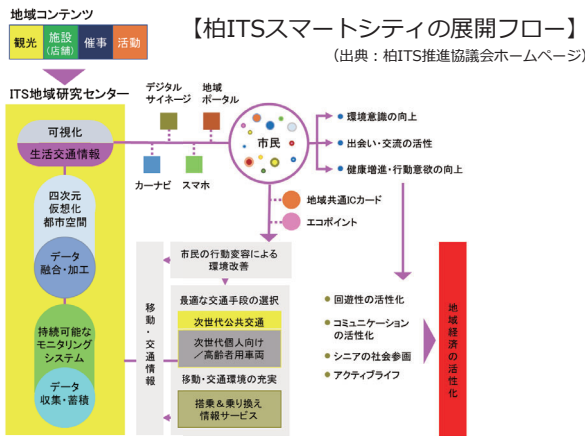 【柏ITSスマートシティの展開フロー】
(出典：柏ITS推進協議会ホームページ)
地域コンテンツ
観光
施設
(店舗)
催事
活動
ITS地域研究センター
可視化
生活交通情報
四次元
仮想化
都市空間
データ
融合・加工
持続可能な
モニタリング
システム
データ
収集・蓄積
デジタル
サイネージ
地域
ポータル
カーナビ
スマホ
市民
環境意識の向上
出会い・交流の活性
健康増進・行動意欲の向上
地域共通ICカード
エコポイント
移動・交通情報
市民の行動変容による
環境改善
最適な交通手段の選択
次世代公共交通
次世代個人向け
／高齢者用車両
移動・交通環境の充実
搭乗＆乗り換え
情報サービス
回遊性の活性化
コミュニケーション
の活性化
シニアの社会参画
アクティブライフ
地域経済の活性化